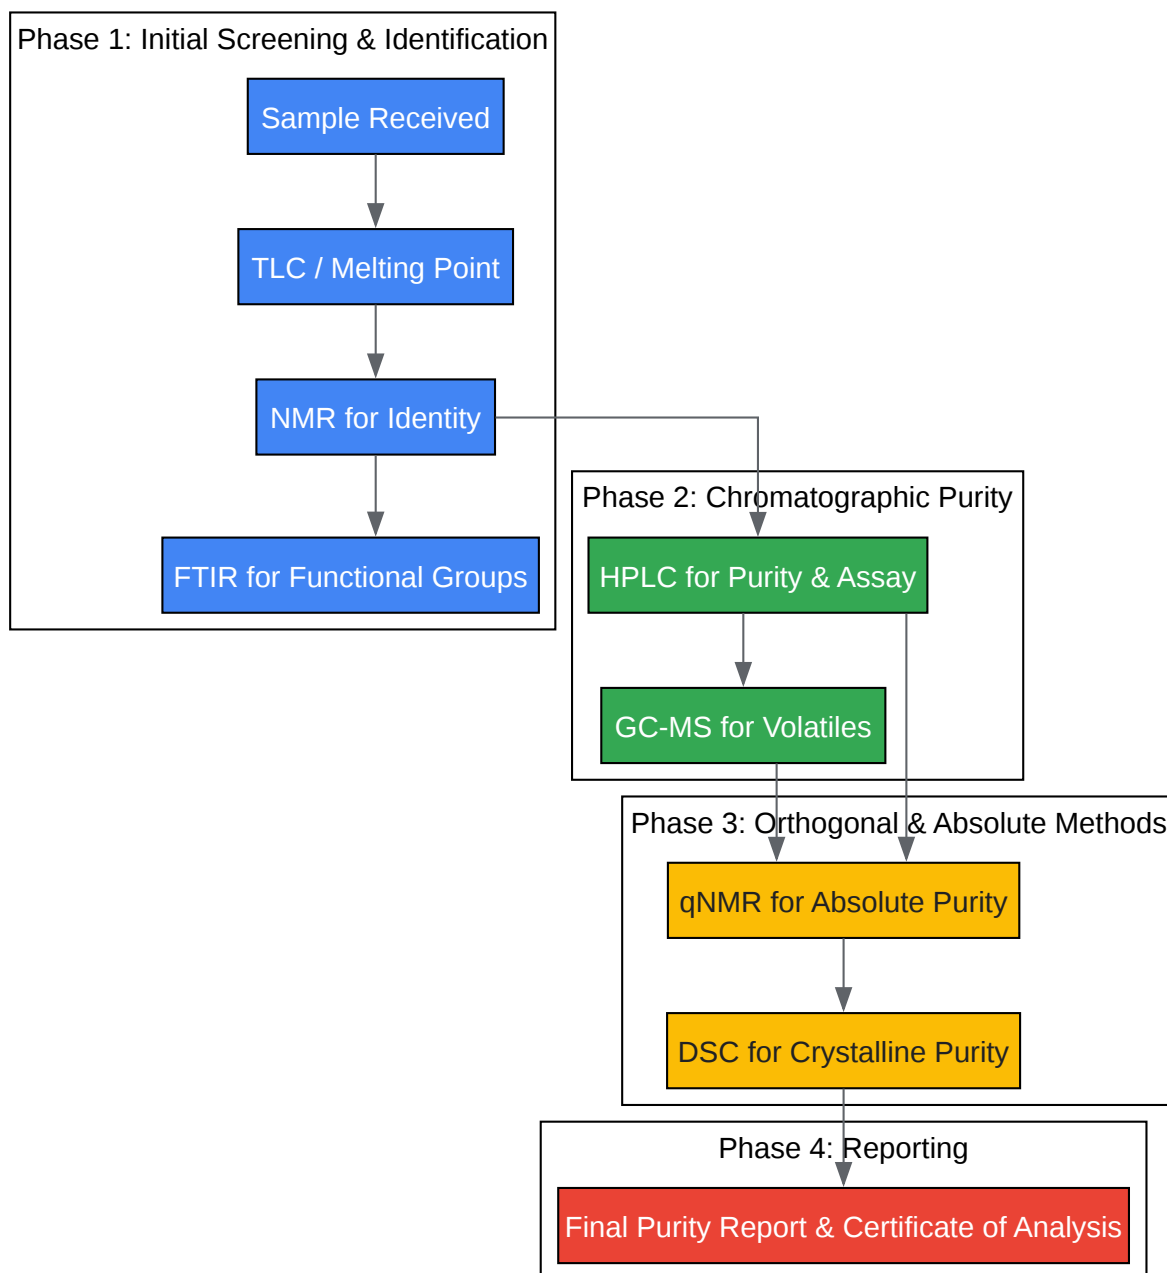 Phase 1: Initial Screening & Identification
Sample Received
TLC / Melting Point
NMR for Identity
FTIR for Functional Groups
Phase 2: Chromatographic Purity
HPLC for Purity & Assay
GC-MS for Volatiles
Phase 3: Orthogonal & Absolute Methods
qNMR for Absolute Purity
DSC for Crystalline Purity
Phase 4: Reporting
Final Purity Report & Certificate of Analysis